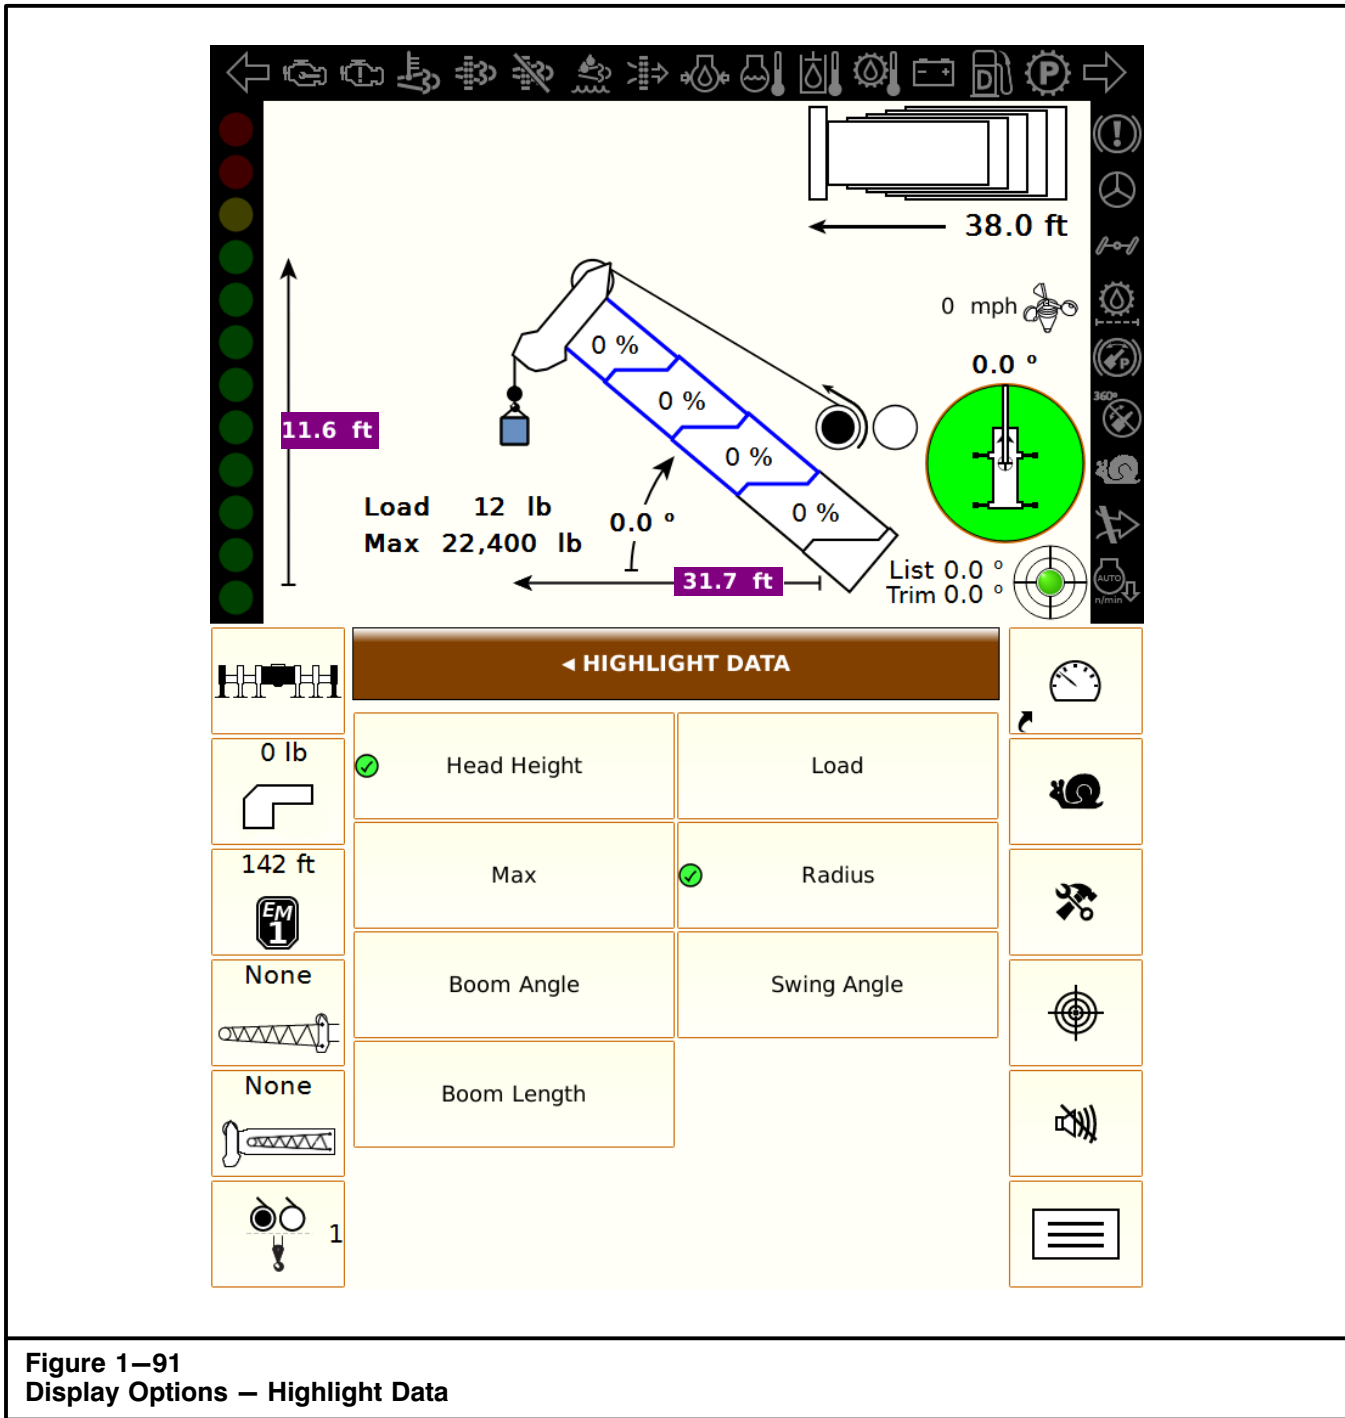 D
P
38.0 ft
0 mph
0.0 °
P
360°
0 %
0 %
0 %
0 %
11.6 ft
Load 12 lb
Max 22,400 lb
0.0 °
31.7 ft
List 0.0 °
Trim 0.0 °
AUTO
n/min
◂ HIGHLIGHT DATA
0 lb
Head Height
Load
142 ft
EM
1
Max
Radius
None
Boom Angle
Swing Angle
None
Boom Length
1
Figure 1–91
Display Options – Highlight Data